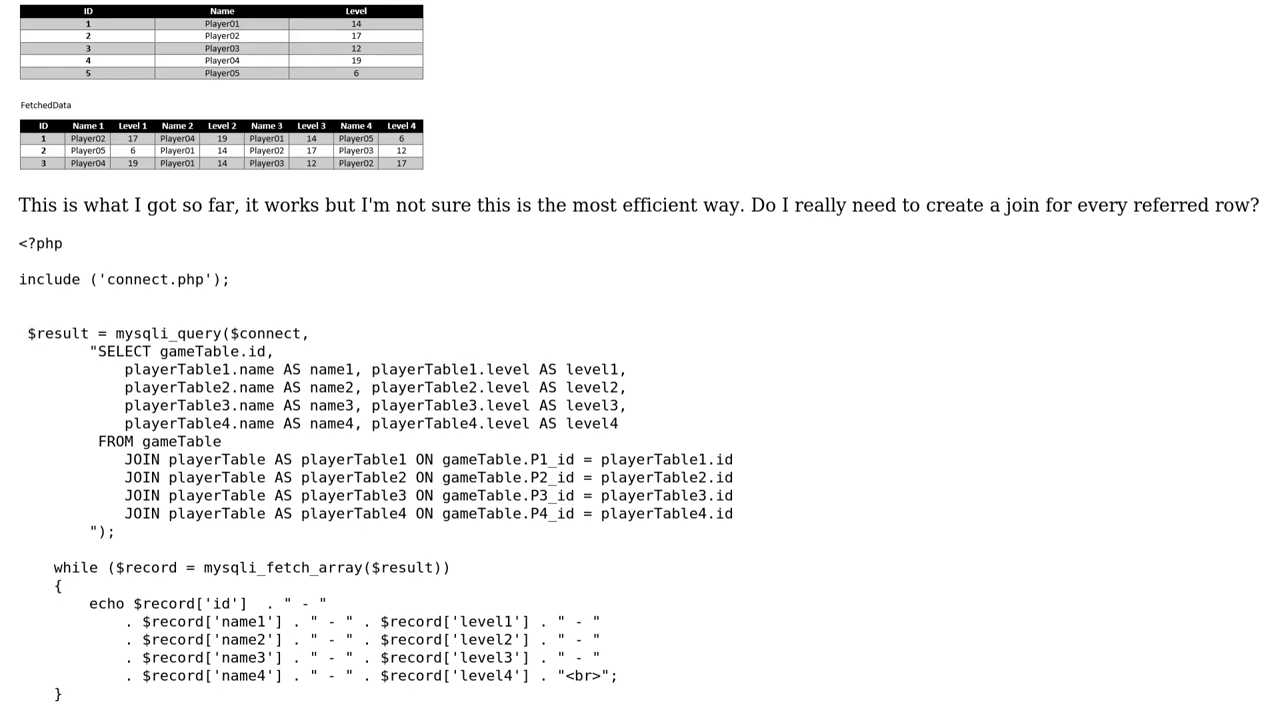 ID Name Level
1 Player01 14
2 Player02 17
3 Player03 12
4 Player04 19
5 Player05 6
FetchedData
ID Name 1 Level 1 Name 2 Level 2 Name 3 Level 3 Name 4 Level 4
1 Player02 17 Player04 19 Player01 14 Player05 6
2 Player05 6 Player01 14 Player02 17 Player03 12
3 Player04 19 Player01 14 Player03 12 Player02 17
This is what I got so far, it works but I'm not sure this is the most efficient way. Do I really need to create a join for every referred row?
<?php
include ('connect.php');
$result = mysqli_query($connect,
"SELECT gameTable.id,
playerTable1.name AS name1, playerTable1.level AS level1,
playerTable2.name AS name2, playerTable2.level AS level2,
playerTable3.name AS name3, playerTable3.level AS level3,
playerTable4.name AS name4, playerTable4.level AS level4
FROM gameTable
JOIN playerTable AS playerTable1 ON gameTable.P1_id = playerTable1.id
JOIN playerTable AS playerTable2 ON gameTable.P2_id = playerTable2.id
JOIN playerTable AS playerTable3 ON gameTable.P3_id = playerTable3.id
JOIN playerTable AS playerTable4 ON gameTable.P4_id = playerTable4.id
");
while ($record = mysqli_fetch_array($result))
{
echo $record['id']  . " - "
. $record['name1'] . " - " . $record['level1'] . " - "
. $record['name2'] . " - " . $record['level2'] . " - "
. $record['name3'] . " - " . $record['level3'] . " - "
. $record['name4'] . " - " . $record['level4'] . "<br>";
}